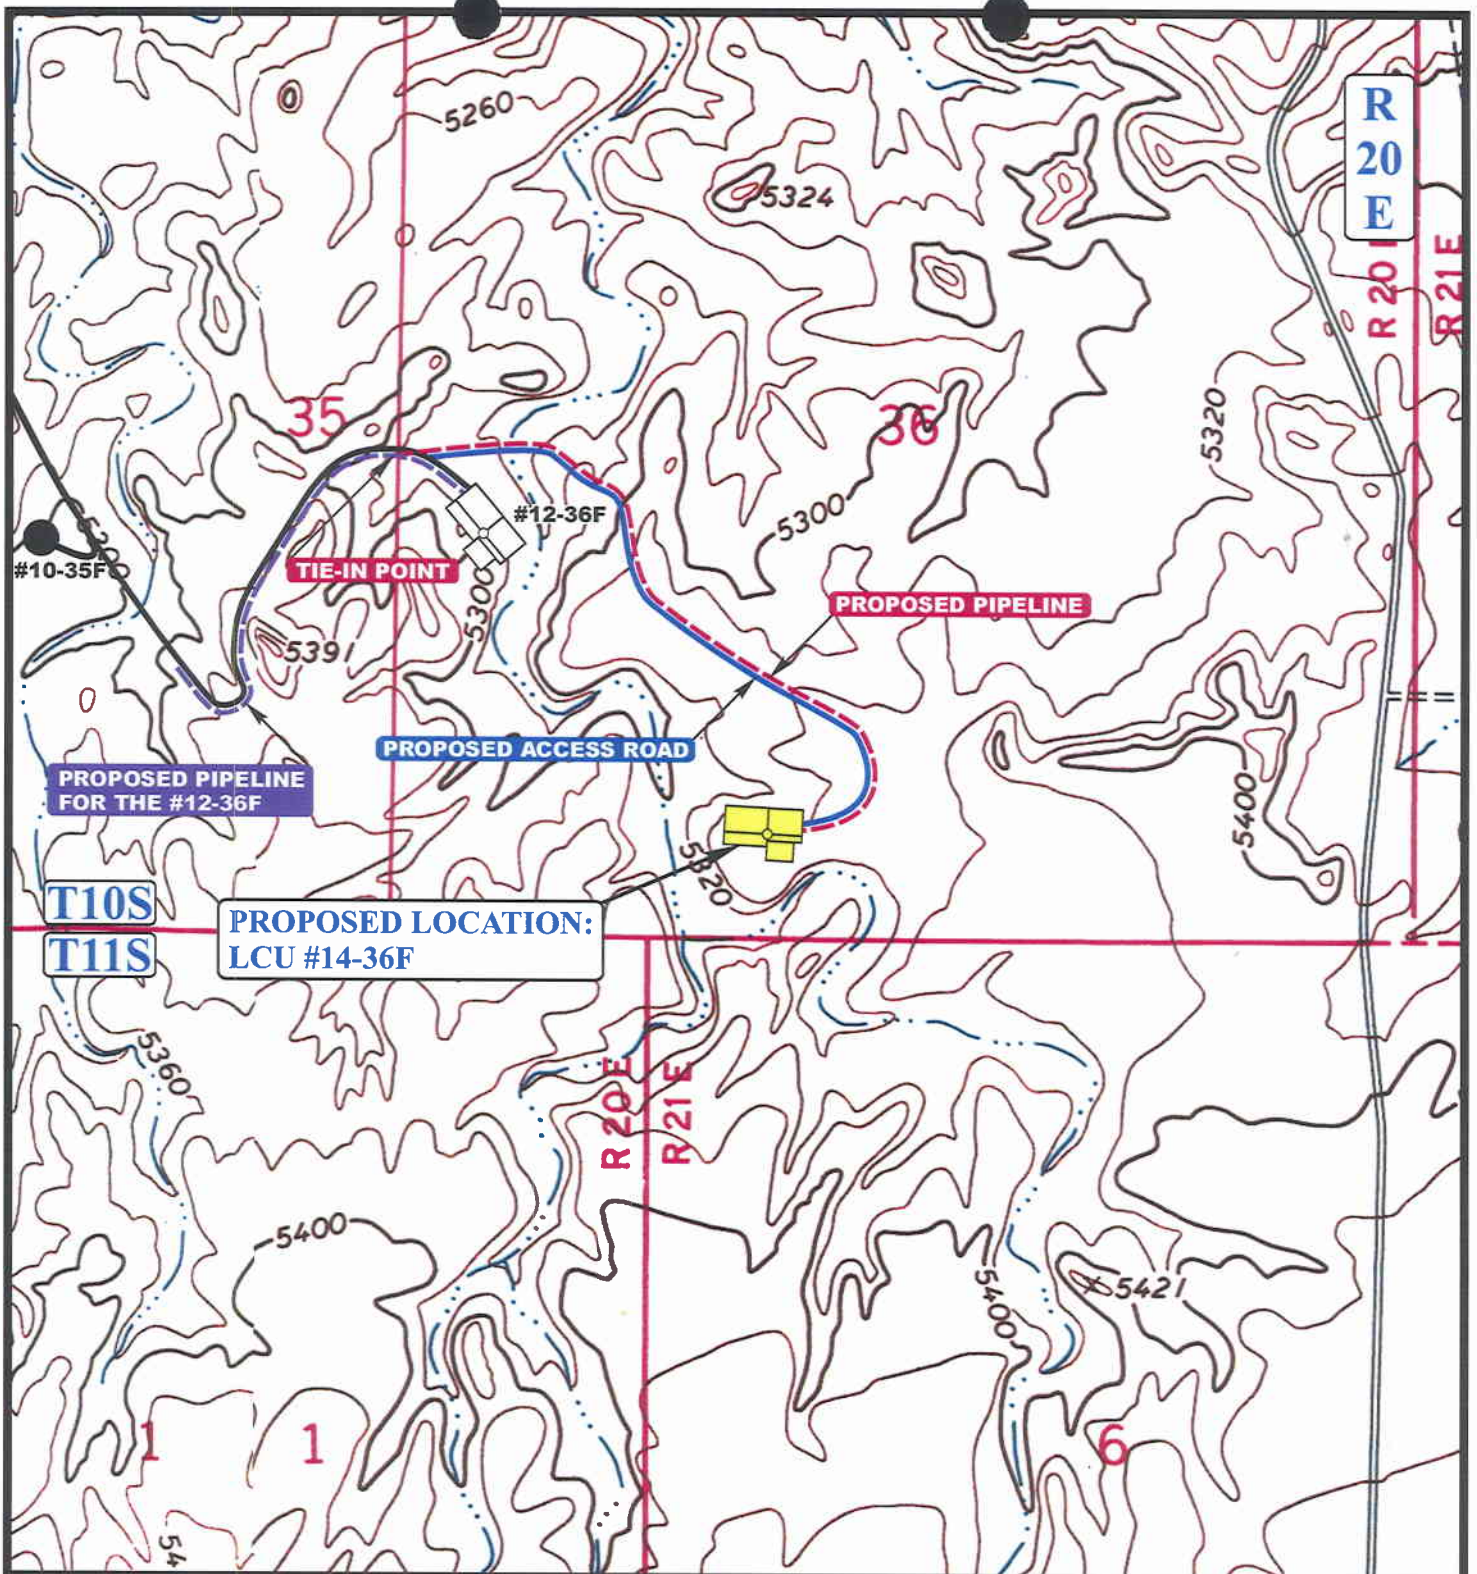 R
20
E
5260
5324
R 20 E
R 21 E
35
36
5320
#12-36F
5300
#10-35F
TIE-IN POINT
5300
PROPOSED PIPELINE
5391
PROPOSED ACCESS ROAD
PROPOSED PIPELINE
FOR THE #12-36F
5400
5320
T10S
T11S
PROPOSED LOCATION:
LCU #14-36F
5360
R 20 E
R 21 E
5400
5400
5421
1
1
6
54